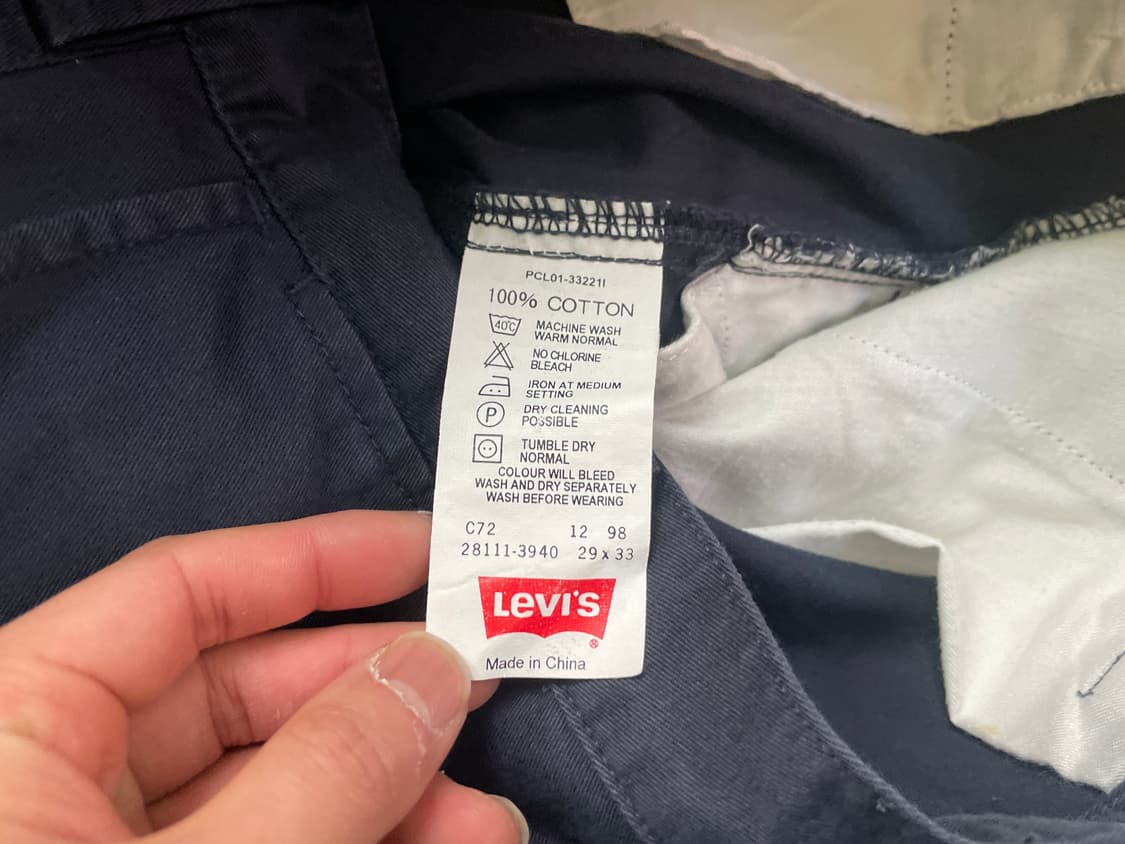 PCL01-33221I
100% COTTON
40°C MACHINE WASH
WARM NORMAL
NO CHLORINE
BLEACH
IRON AT MEDIUM
SETTING
P DRY CLEANING
POSSIBLE
TUMBLE DRY
NORMAL
COLOUR WILL BLEED
WASH AND DRY SEPARATELY
WASH BEFORE WEARING
C72 12 98
28111-3940 29 x 33
LEVI'S
®
Made in China